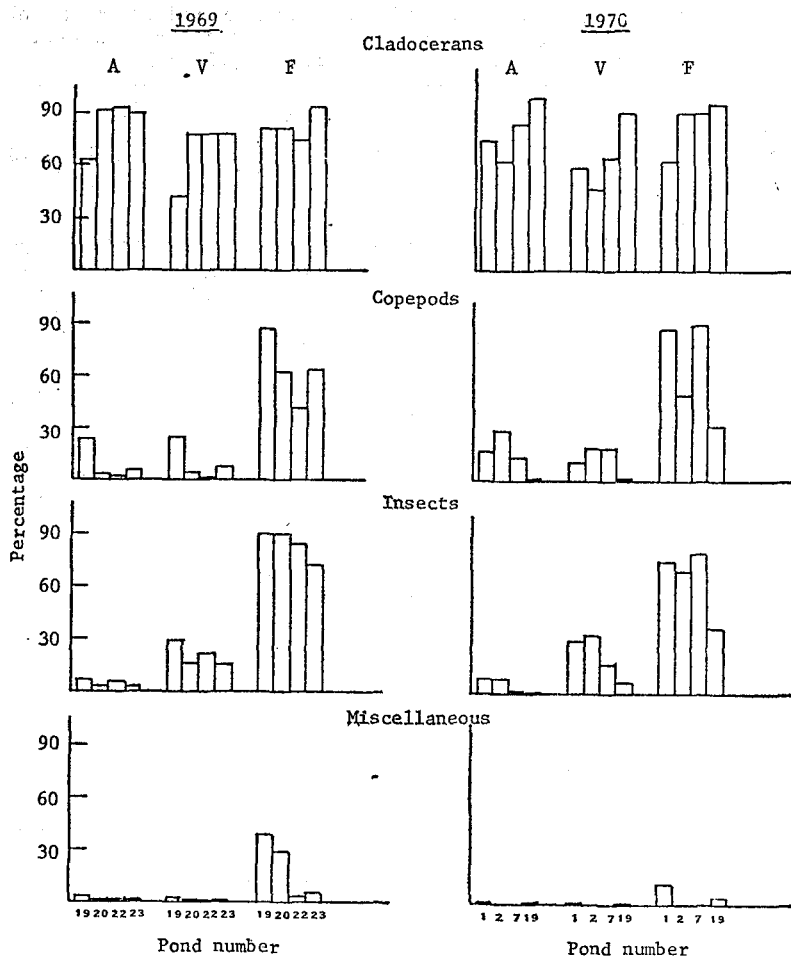 1969 1970
Cladocerans
A V F A V F
90
60
30
Copepods
90
60
30
Insects
90
60
30
Miscellaneous
90
60
30
Percentage
19 20 22 23 19 20 22 23 19 20 22 23 1 2 7 19 1 2 7 19 1 2 7 19
Pond number Pond number